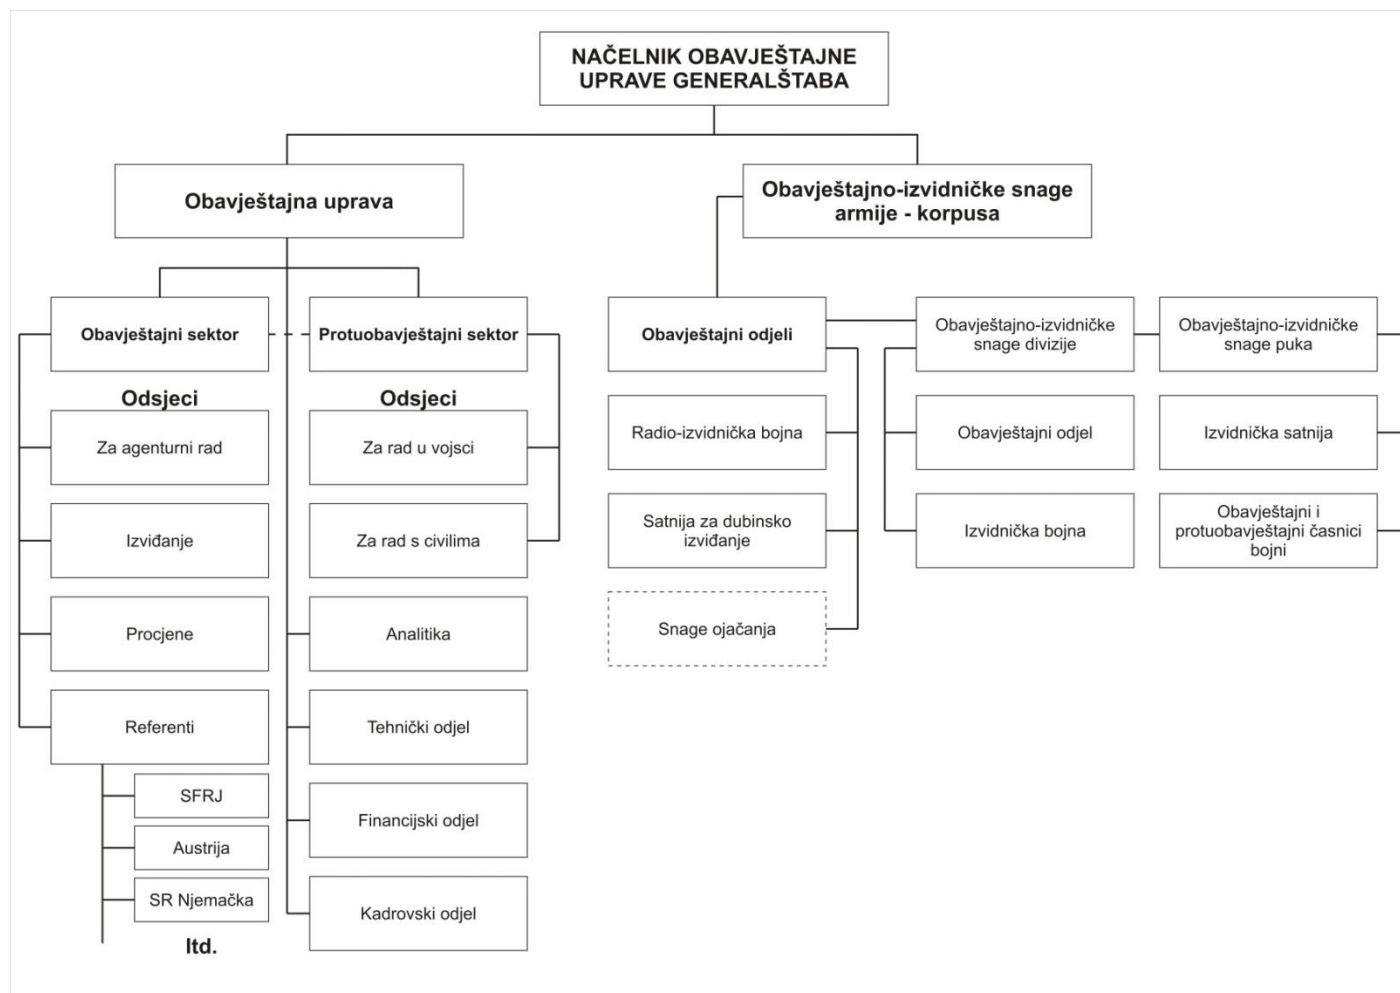 NAČELNIK OBAVJEŠTAJNE
UPRAVE GENERALŠTABA
Obavještajna uprava
Obavještajno-izvidničke snage
armije - korpusa
Obavještajni sektor
Protuobavještajni sektor
Obavještajni odjeli
Obavještajno-izvidničke
snage divizije
Obavještajno-izvidničke
snage puka
Odsjeci
Odsjeci
Za agenturni rad
Za rad u vojsci
Radio-izvidnička bojna
Obavještajni odjel
Izvidnička satnija
Izviđanje
Za rad s civilima
Satnija za dubinsko
izviđanje
Izvidnička bojna
Obavještajni i
protuobavještajni časnici
bojni
Procjene
Analitika
Snage ojačanja
Referenti
Tehnički odjel
SFRJ
Austrija
SR Njemačka
Itd.
Financijski odjel
Kadrovski odjel